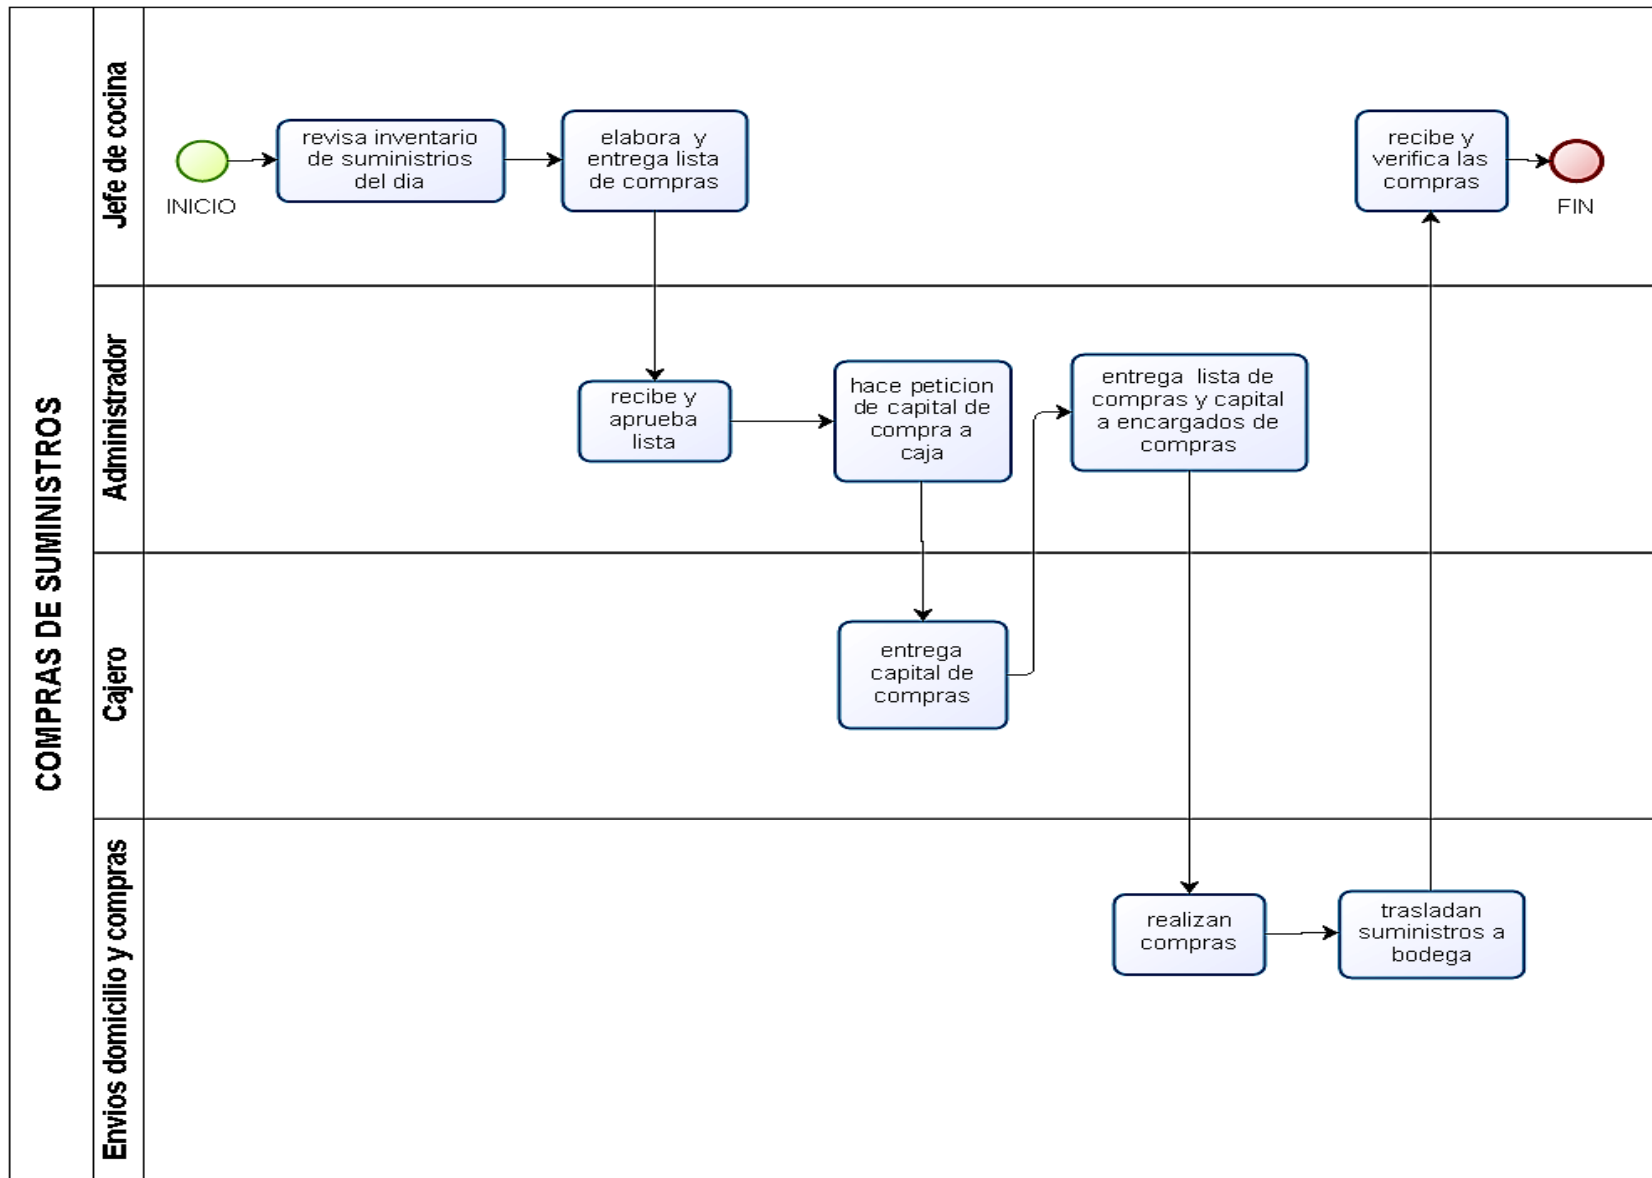 COMPRAS DE SUMINISTROS
Jefe de cocina
INICIO
revisa inventario
de suministrios
del dia
elabora y
entrega lista
de compras
recibe y
verifica las
compras
FIN
Administrador
recibe y
aprueba
lista
hace peticion
de capital de
compra a
caja
entrega lista de
compras y capital
a encargados de
compras
Cajero
entrega
capital de
compras
Envios domicilio y compras
realizan
compras
trasladan
suministros a
bodega